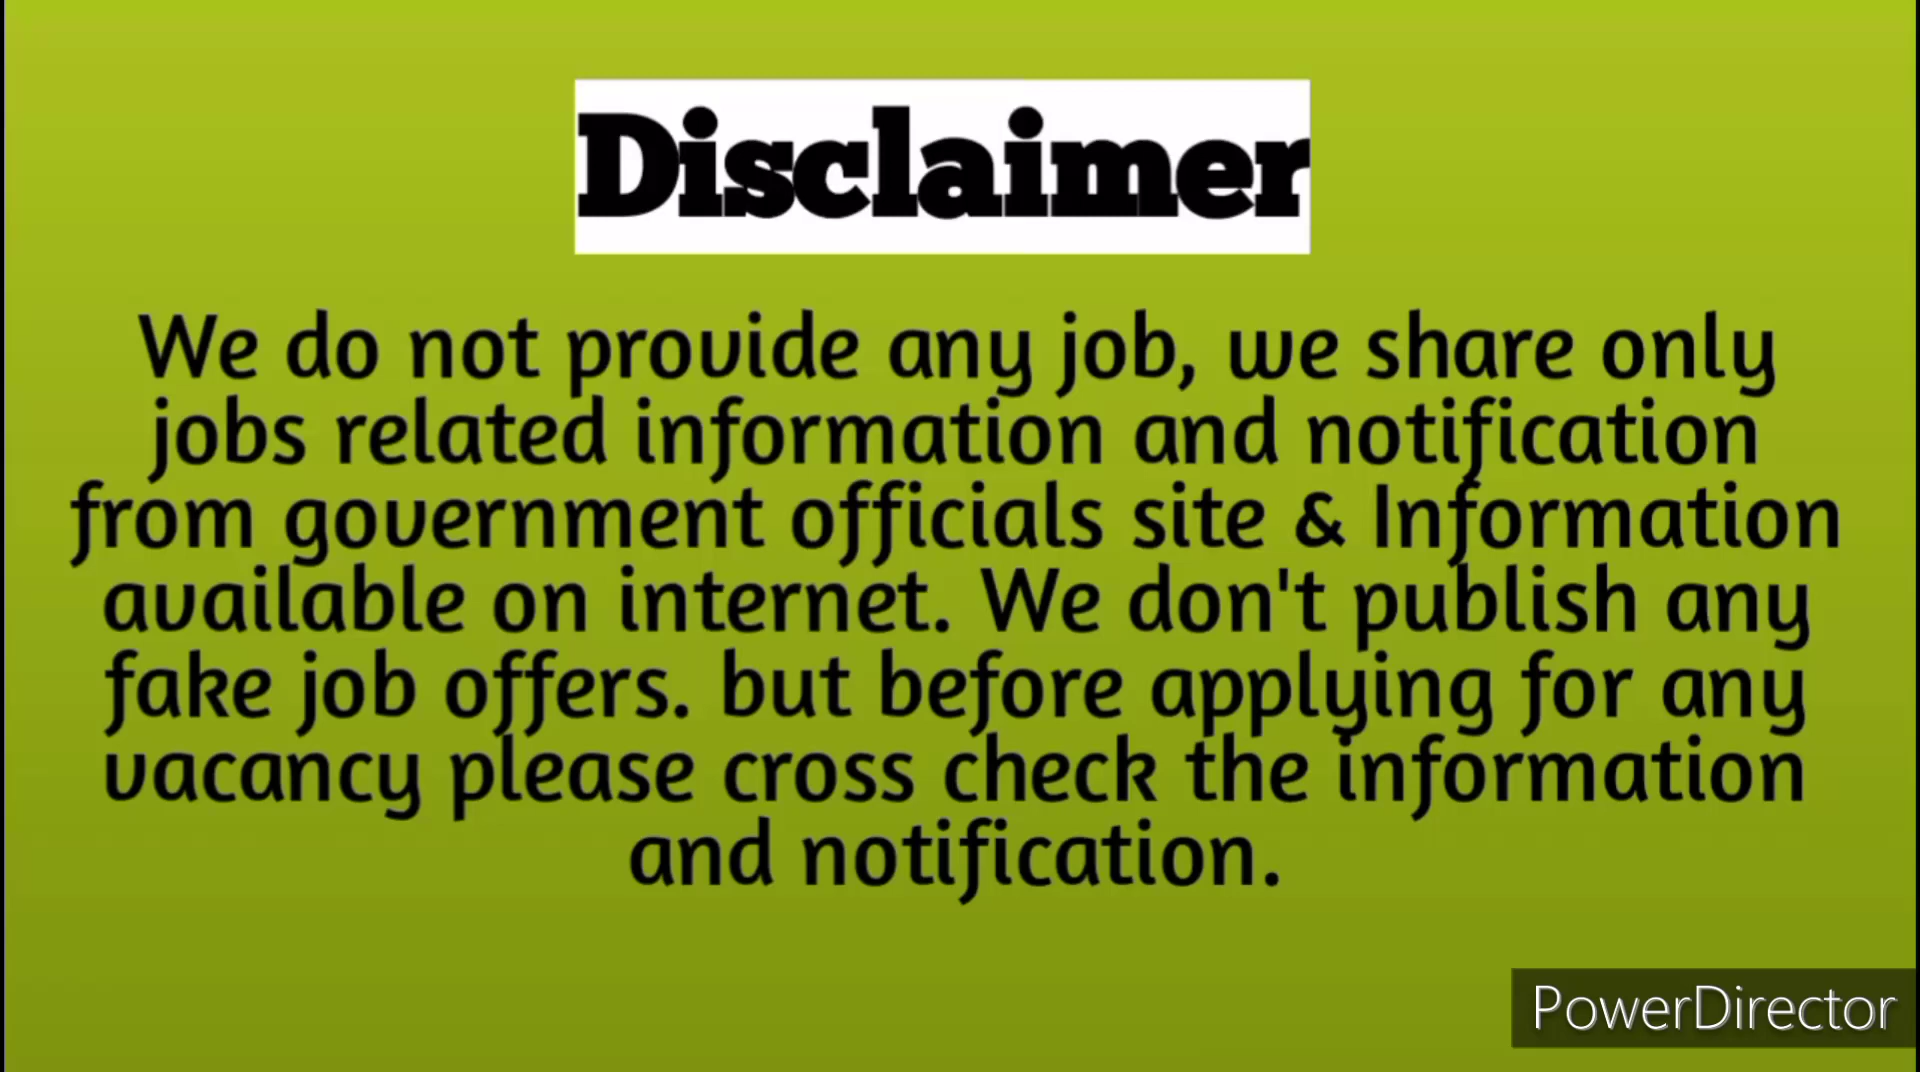 Disclaimer
We do not provide any job, we share only
jobs related information and notification
from government officials site & Information
available on internet. We don't publish any
fake job offers. but before applying for any
vacancy please cross check the information
and notification.
PowerDirector